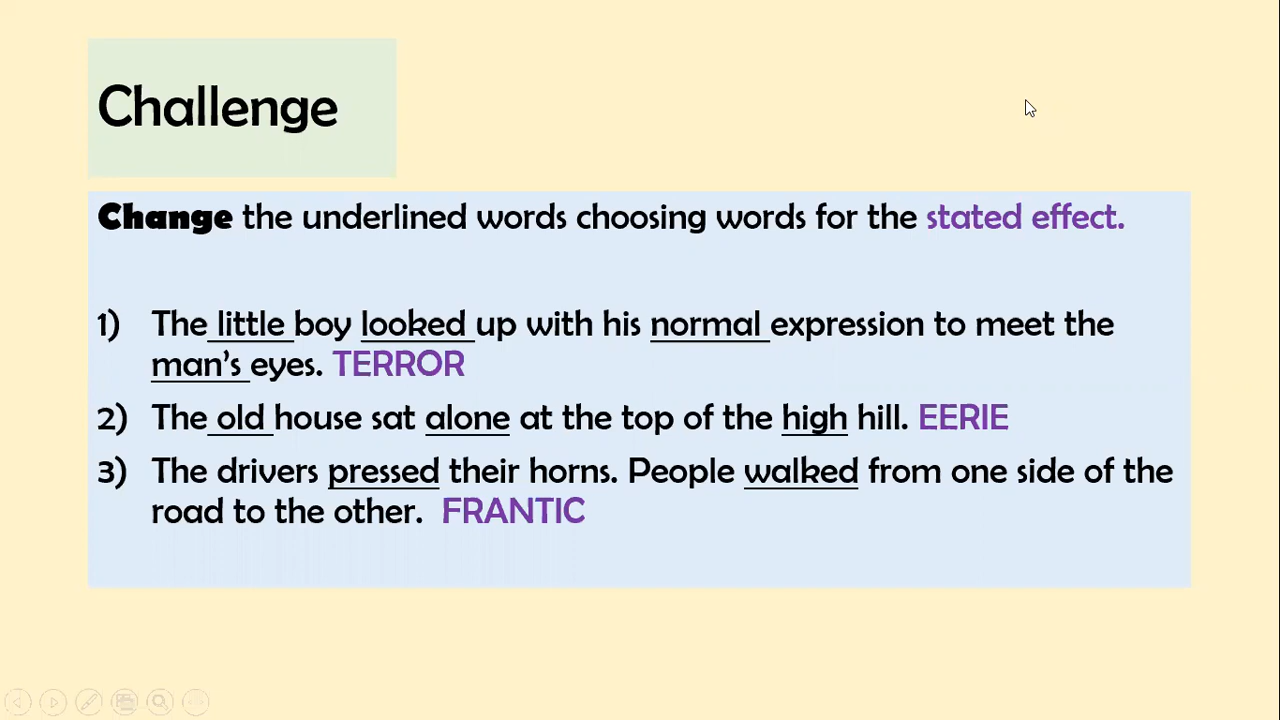 Challenge
Change the underlined words choosing words for the stated effect.
1) The little boy looked up with his normal expression to meet the
man's eyes. TERROR
2) The old house sat alone at the top of the high hill. EERIE
3) The drivers pressed their horns. People walked from one side of the
road to the other. FRANTIC